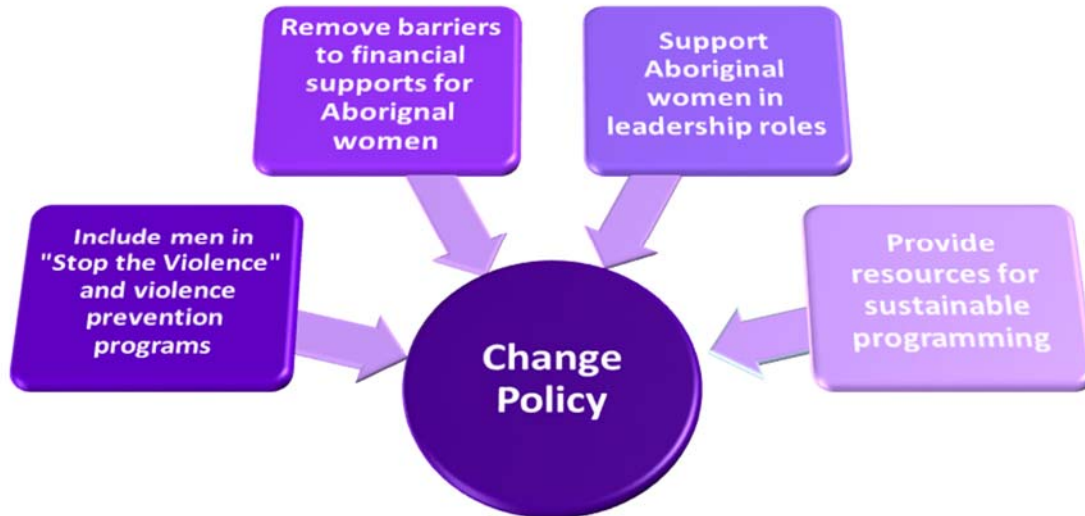 Remove barriers
to financial
supports for
Aborignal
women
Support
Aboriginal
women in
leadership roles
Include men in
"Stop the Violence"
and violence
prevention
programs
Provide
resources for
sustainable
programming
Change
Policy